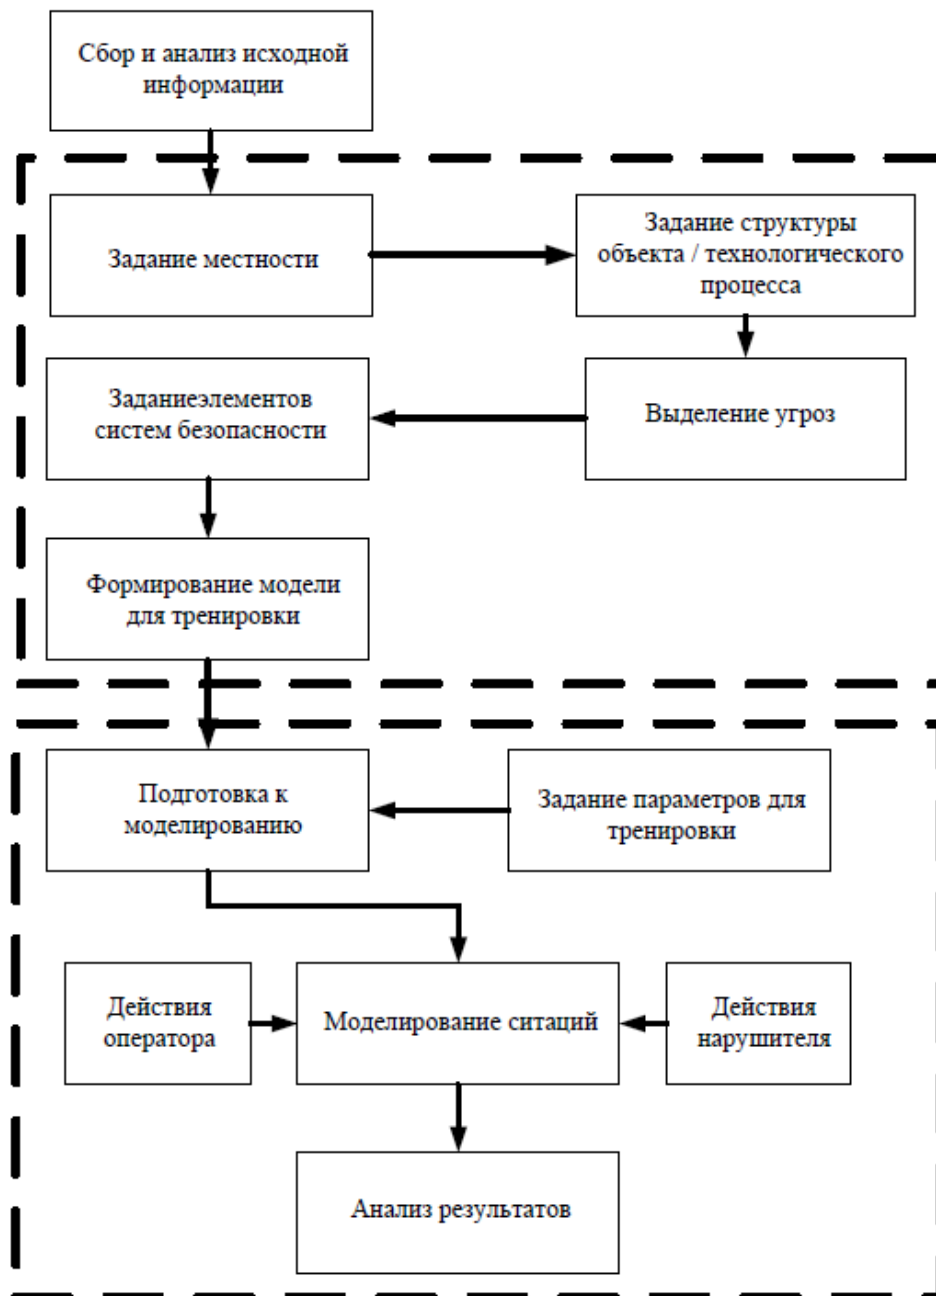 Сбор и анализ исходной
информации
Задание местности
Задание структуры
объекта / технологического
процесса
Заданиеэлементов
систем безопасности
Выделение угроз
Формирование модели
для тренировки
Подготовка к
моделированию
Задание параметров для
тренировки
Действия
оператора
Моделирование ситаций
Действия
нарушителя
Анализ результатов